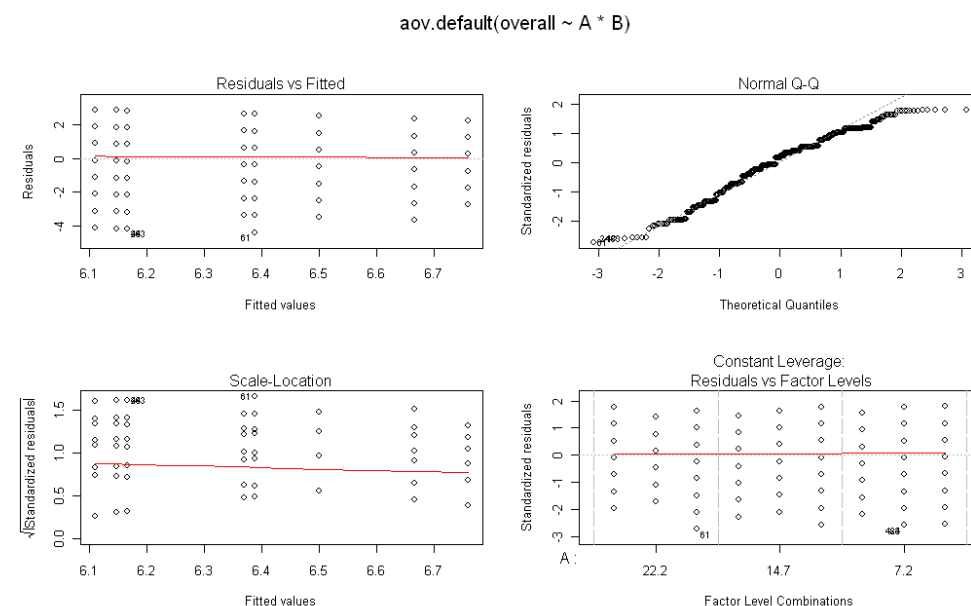 aov.default(overall ~ A * B)
Residuals vs Fitted
Residuals
2
0
-2
-4
61
6.1 6.2 6.3 6.4 6.5 6.6 6.7
Fitted values
Normal Q-Q
Standardized residuals
2
1
0
-1
-2
61
-3 -2 -1 0 1 2 3
Theoretical Quantiles
Scale-Location
√|Standardized residuals|
1.5
1.0
0.5
0.0
61
6.1 6.2 6.3 6.4 6.5 6.6 6.7
Fitted values
Constant Leverage:
Residuals vs Factor Levels
Standardized residuals
2
1
0
-1
-2
-3
61
A :
22.2 14.7 7.2
Factor Level Combinations